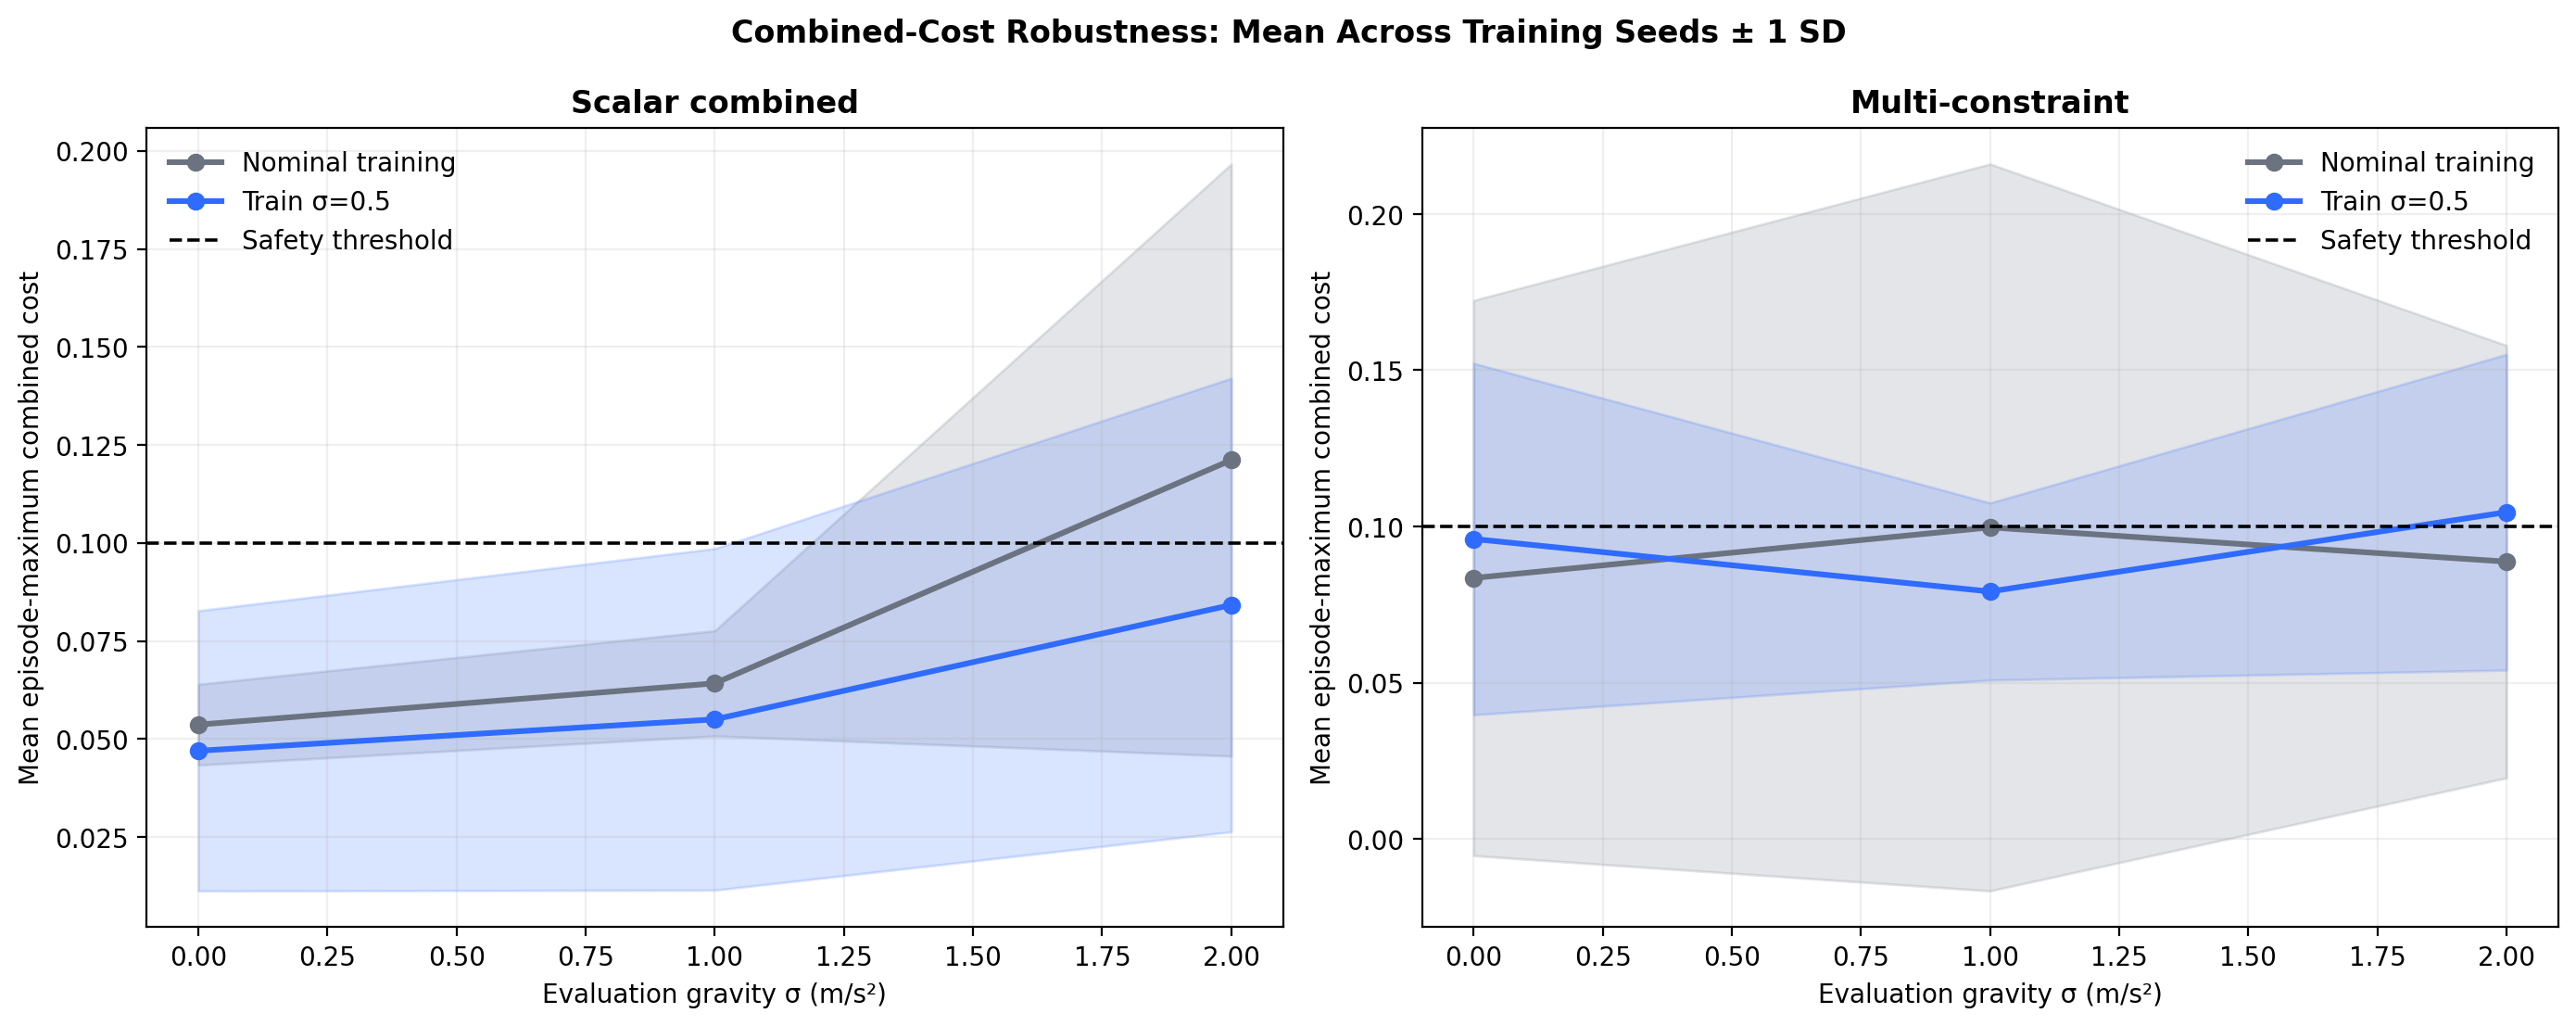 Combined-Cost Robustness: Mean Across Training Seeds ± 1 SD
Scalar combined
Mean episode-maximum combined cost
0.200
0.175
0.150
0.125
0.100
0.075
0.050
0.025
Nominal training
Train σ=0.5
Safety threshold
0.00 0.25 0.50 0.75 1.00 1.25 1.50 1.75 2.00
Evaluation gravity σ (m/s²)
Multi-constraint
Mean episode-maximum combined cost
0.20
0.15
0.10
0.05
0.00
Nominal training
Train σ=0.5
Safety threshold
0.00 0.25 0.50 0.75 1.00 1.25 1.50 1.75 2.00
Evaluation gravity σ (m/s²)